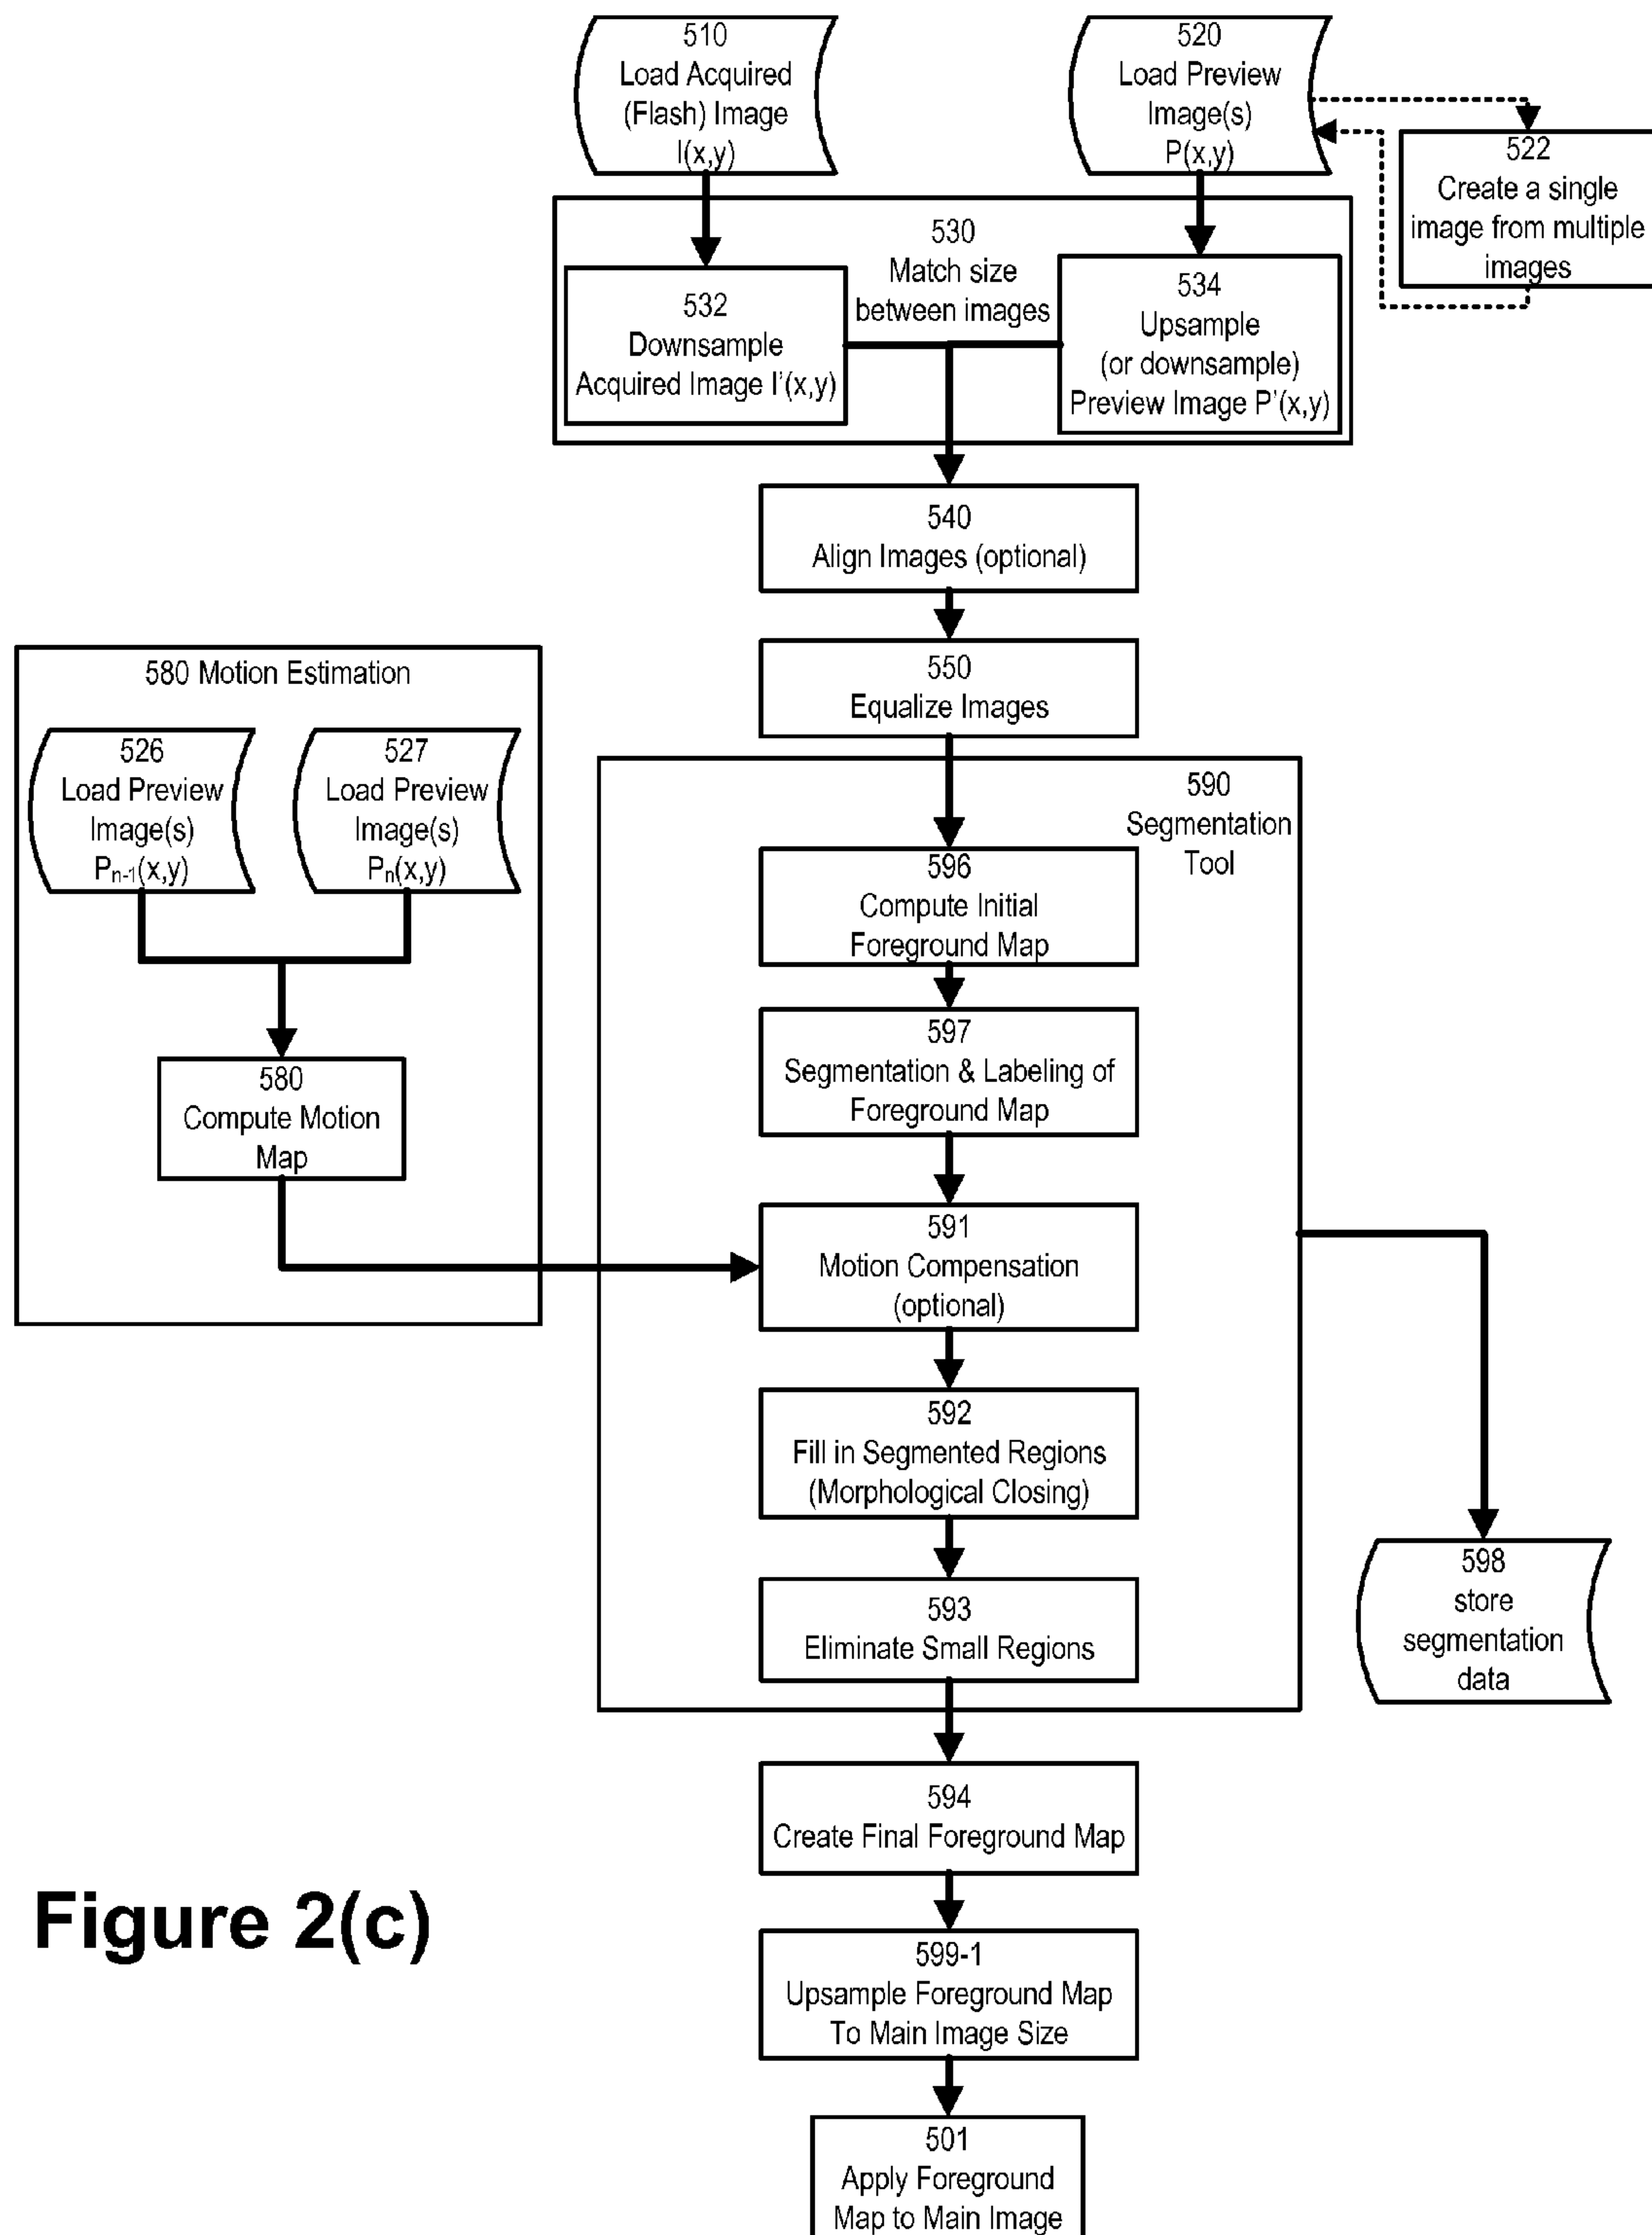 510
Load Acquired
(Flash) Image
I(x,y)
520
Load Preview
Image(s)
P(x,y)
522
Create a single
image from multiple
images
530
Match size
between images
532
Downsample
Acquired Image I'(x,y)
534
Upsample
(or downsample)
Preview Image P'(x,y)
540
Align Images (optional)
550
Equalize Images
580 Motion Estimation
526
Load Preview
Image(s)
Pn-1(x,y)
527
Load Preview
Image(s)
Pn(x,y)
580
Compute Motion
Map
590
Segmentation
Tool
596
Compute Initial
Foreground Map
597
Segmentation & Labeling of
Foreground Map
591
Motion Compensation
(optional)
592
Fill in Segmented Regions
(Morphological Closing)
593
Eliminate Small Regions
598
store
segmentation
data
594
Create Final Foreground Map
Figure 2(c)
599-1
Upsample Foreground Map
To Main Image Size
501
Apply Foreground
Map to Main Image